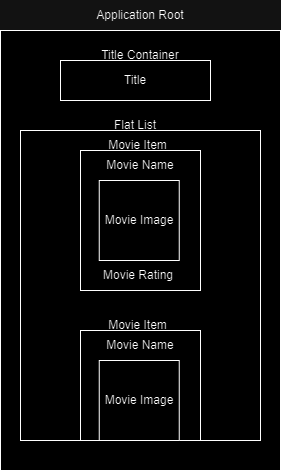 Application Root
Title Container
Title
Flat List
Movie Item
Movie Name
Movie Image
Movie Rating
Movie Item
Movie Name
Movie Image